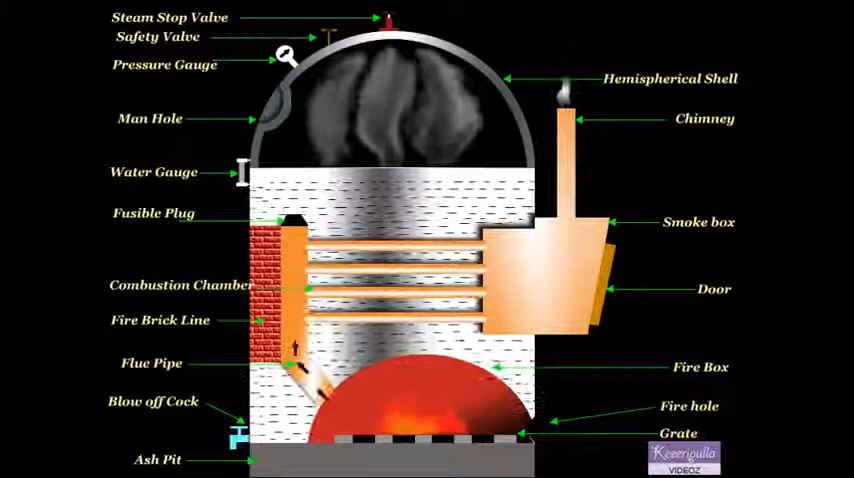 Steam Stop Valve
Safety Valve
Pressure Gauge
Man Hole
Water Gauge
Fusible Plug
Combustion Chamber
Fire Brick Line
Flue Pipe
Blow off Cock
Ash Pit
Hemispherical Shell
Chimney
Smoke box
Door
Fire Box
Fire hole
Grate
Keeerigulla
VIDEOZ